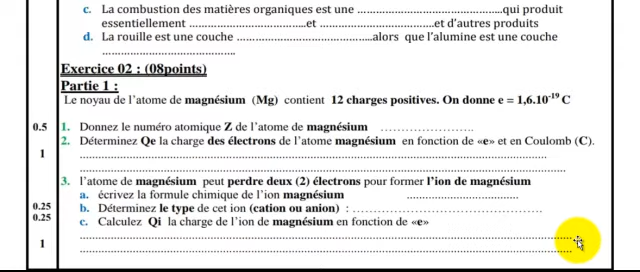 c. La combustion des matières organiques est une ………………………………………..qui produit
essentiellement ………………………………..et ………………………………..et d’autres produits
d. La rouille est une couche ……………………………………..alors que l’alumine est une couche
…………………………………….
Exercice 02 : (08points)
Partie 1 :
Le noyau de l’atome de magnésium (Mg) contient 12 charges positives. On donne e = 1,6.10-19 C
0.5 1. Donnez le numéro atomique Z de l’atome de magnésium …………………..
2. Déterminez Qe la charge des électrons de l’atome magnésium en fonction de «e» et en Coulomb (C).
1 ..........................................................................................................................................
..........................................................................................................................................
3. l’atome de magnésium peut perdre deux (2) électrons pour former l’ion de magnésium
a. écrivez la formule chimique de l’ion magnésium ……………………………
0.25 b. Déterminez le type de cet ion (cation ou anion) : …………………………………………
0.25 c. Calculez Qi la charge de l’ion de magnésium en fonction de «e»
..........................................................................................................................................
1 ..........................................................................................................................................